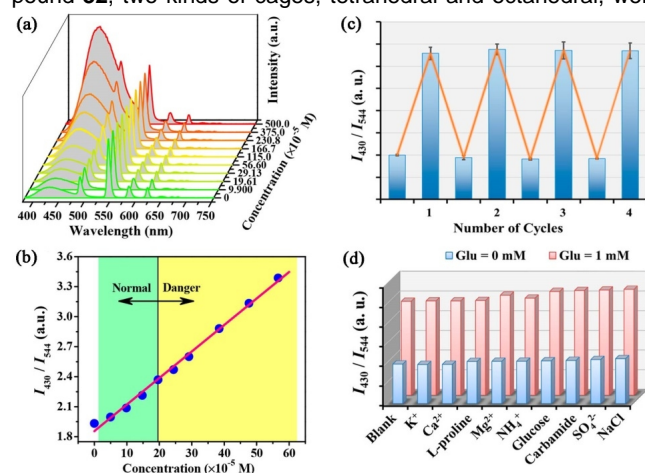 pound 32, two kinds of cages, tetrahedral and octahedral, we
(a)
Intensity (a.u.)
500.0
375.0
230.8
166.7
115.0
56.60
29.13
19.61
9.900
0
Concentration (×10⁻⁵ M)
400 450 500 550 600 650 700 750
Wavelength (nm)
(c)
I430 / I544 (a. u.)
1 2 3 4
Number of Cycles
(b)
3.6
3.3
3.0
2.7
2.4
2.1
1.8
I430 / I544 (a. u.)
Normal Danger
0 10 20 30 40 50 60
Concentration (×10⁻⁵ M)
Glu = 0 mM Glu = 1 mM
(d)
I430 / I544 (a. u.)
Blank
K⁺
Ca²⁺
L-proline
Mg²⁺
NH₄⁺
Glucose
Carbamide
SO₄²⁻
NaCl